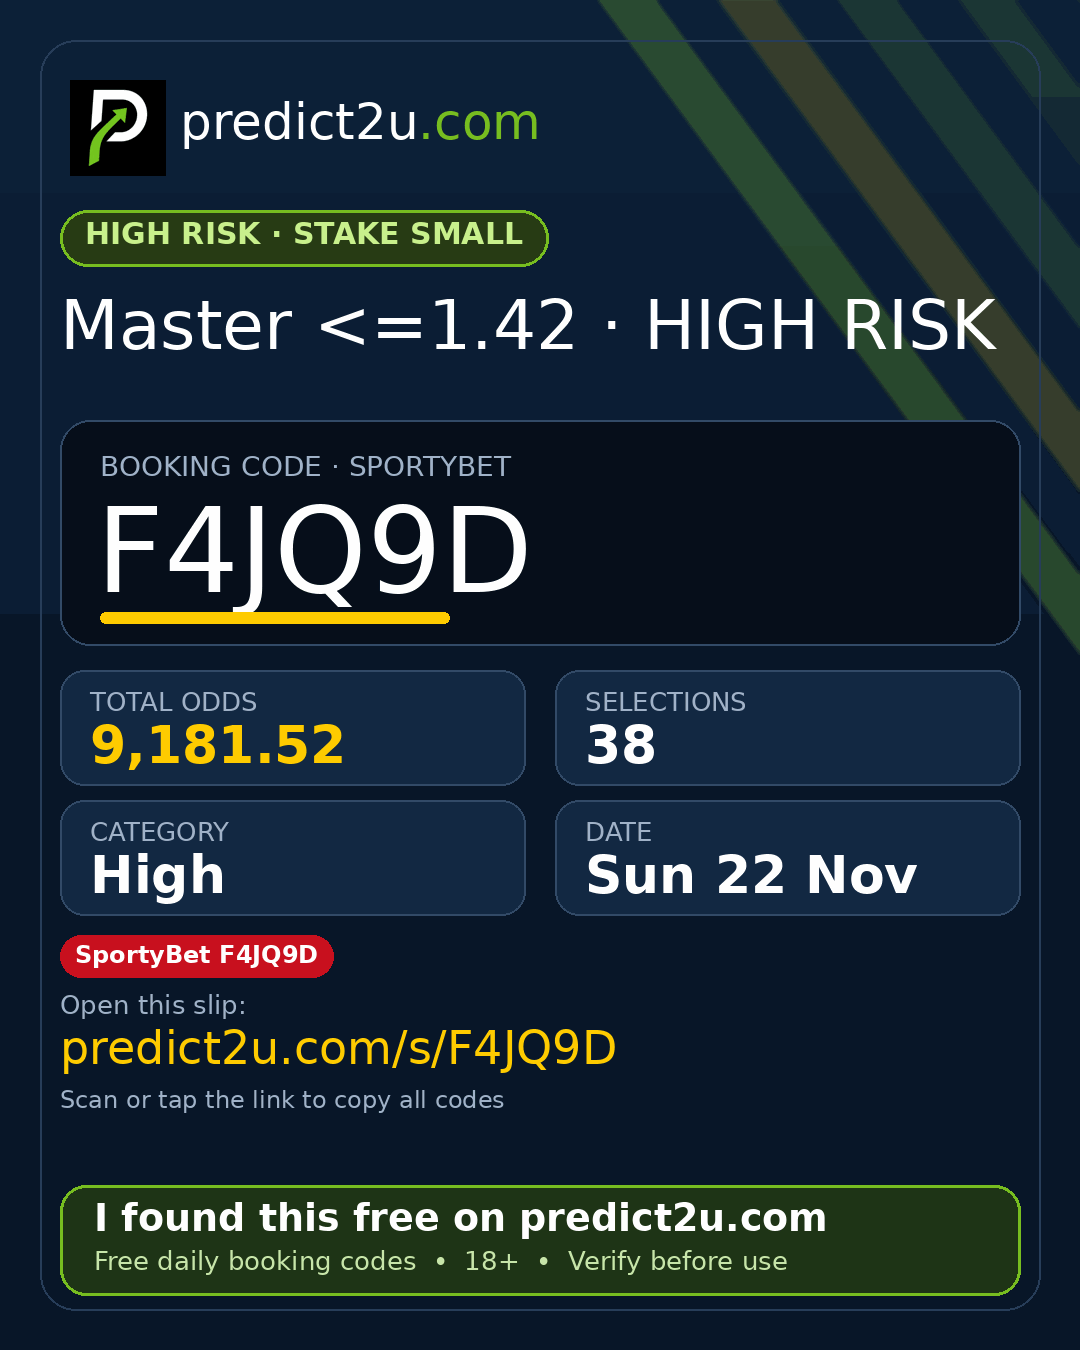 predict2u.com
HIGH RISK · STAKE SMALL
Master <=1.42 · HIGH RISK
BOOKING CODE · SPORTYBET
F4JQ9D
TOTAL ODDS
9,181.52
SELECTIONS
38
CATEGORY
High
DATE
Sun 22 Nov
SportyBet F4JQ9D
Open this slip:
predict2u.com/s/F4JQ9D
Scan or tap the link to copy all codes
I found this free on predict2u.com
Free daily booking codes • 18+ • Verify before use